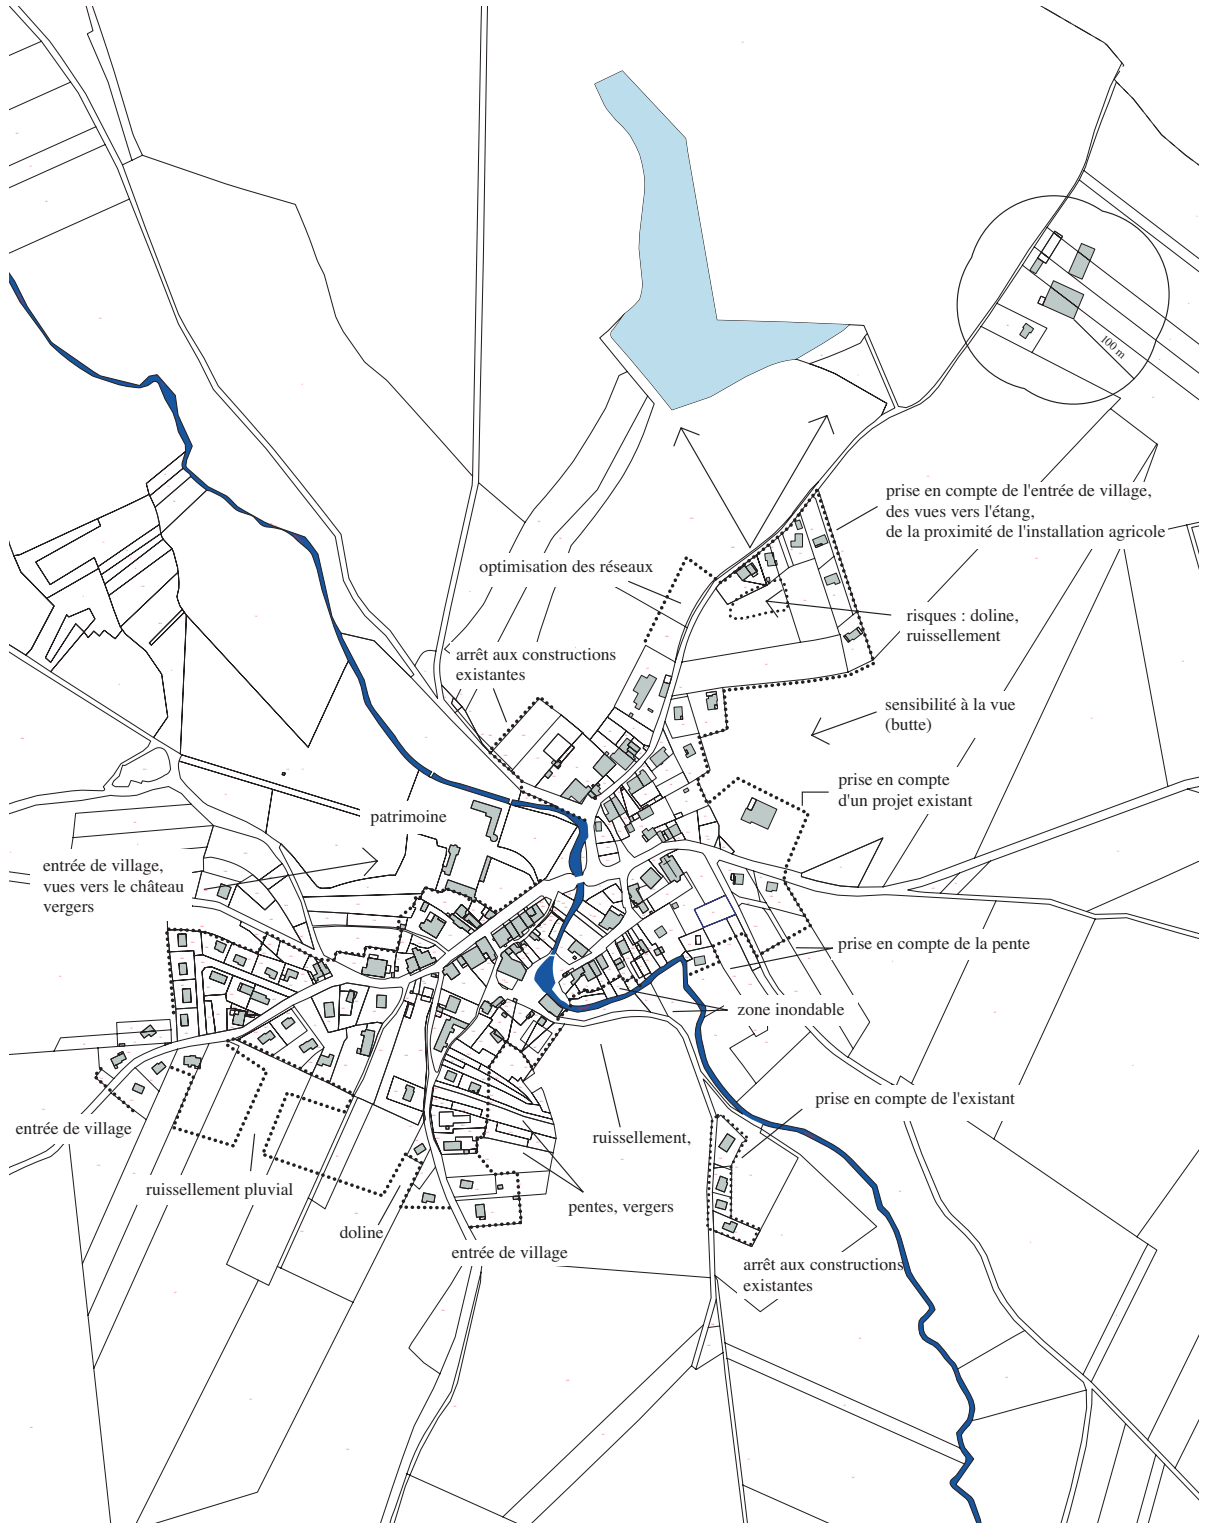 100 m
prise en compte de l'entrée de village,
des vues vers l'étang,
de la proximité de l'installation agricole
optimisation des réseaux
risques : doline,
ruissellement
arrêt aux constructions
existantes
sensibilité à la vue
(butte)
prise en compte
d'un projet existant
patrimoine
entrée de village,
vues vers le château
vergers
prise en compte de la pente
zone inondable
prise en compte de l'existant
entrée de village
ruissellement,
ruissellement pluvial
pentes, vergers
doline
entrée de village
arrêt aux constructions
existantes